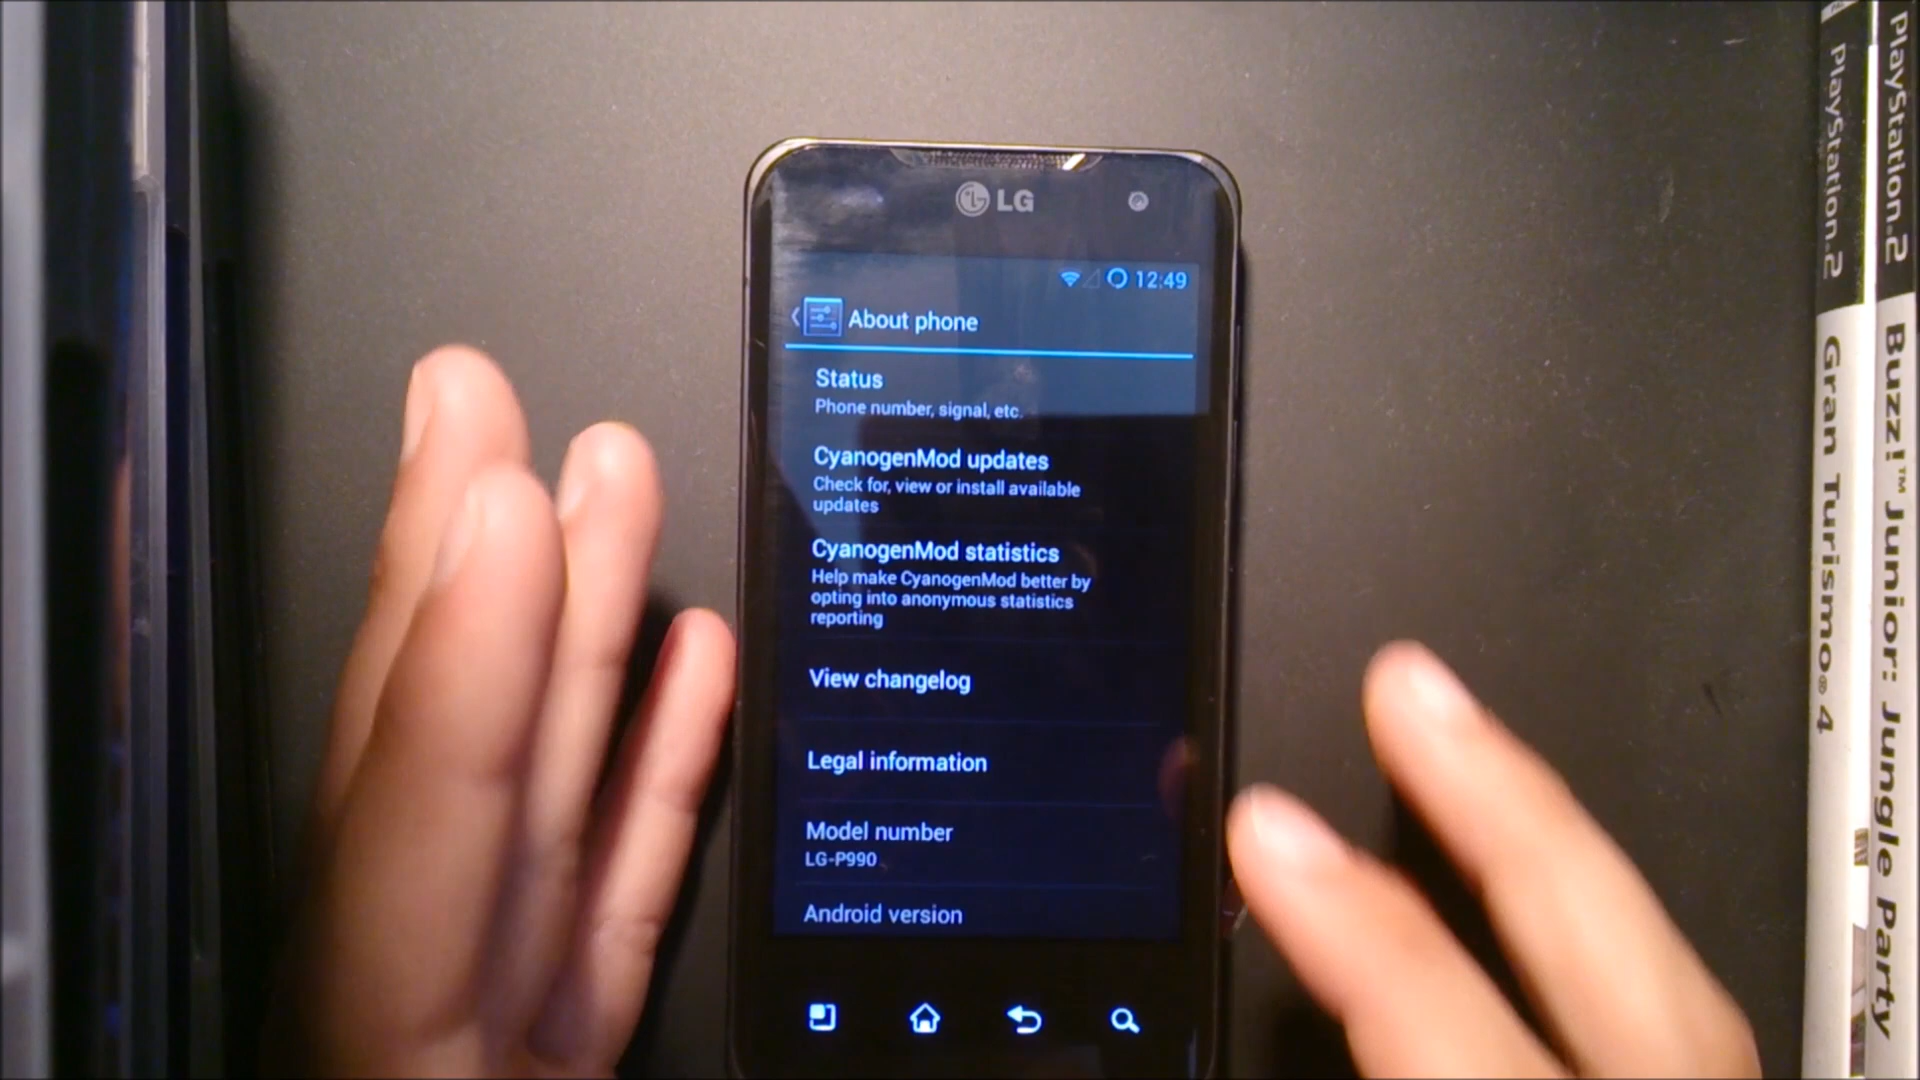 LG
12:49
About phone
Status
Phone number, signal, etc.
CyanogenMod updates
Check for, view or install available
updates
CyanogenMod statistics
Help make CyanogenMod better by
opting into anonymous statistics
reporting
View changelog
Legal information
Model number
LG-P990
Android version
PlayStation.2
Gran Turismo® 4
PlayStation.2
Buzz!™ Junior: Jungle Party